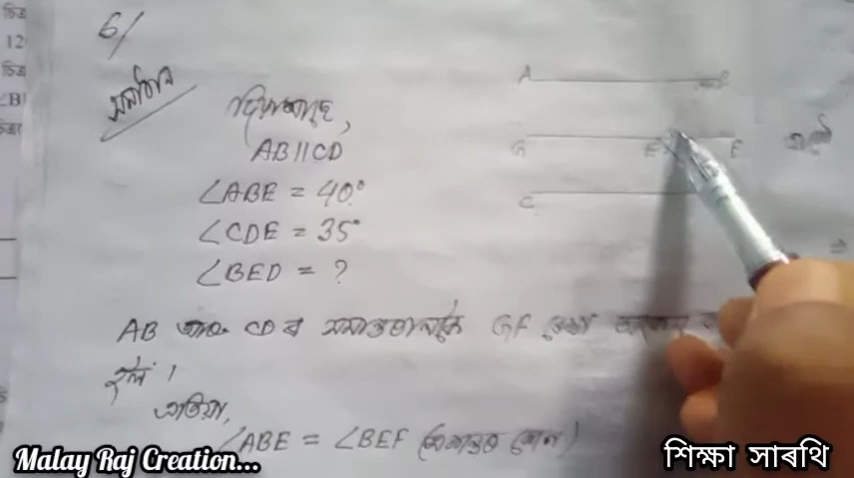 6/
সমাধান
দিয়া আছে,
AB || CD
∠ABE = 40°
∠CDE = 35°
∠BED = ?
AB আৰু CD ৰ সমান্তৰালকৈ GF ৰেখা
হ'ল।
এতিয়া,
∠ABE = ∠BEF (একান্তৰ কোণ)
A B
G E F
C
12
চিত্ৰ
∠B
Malay Raj Creation...
শিক্ষা সাৰথি